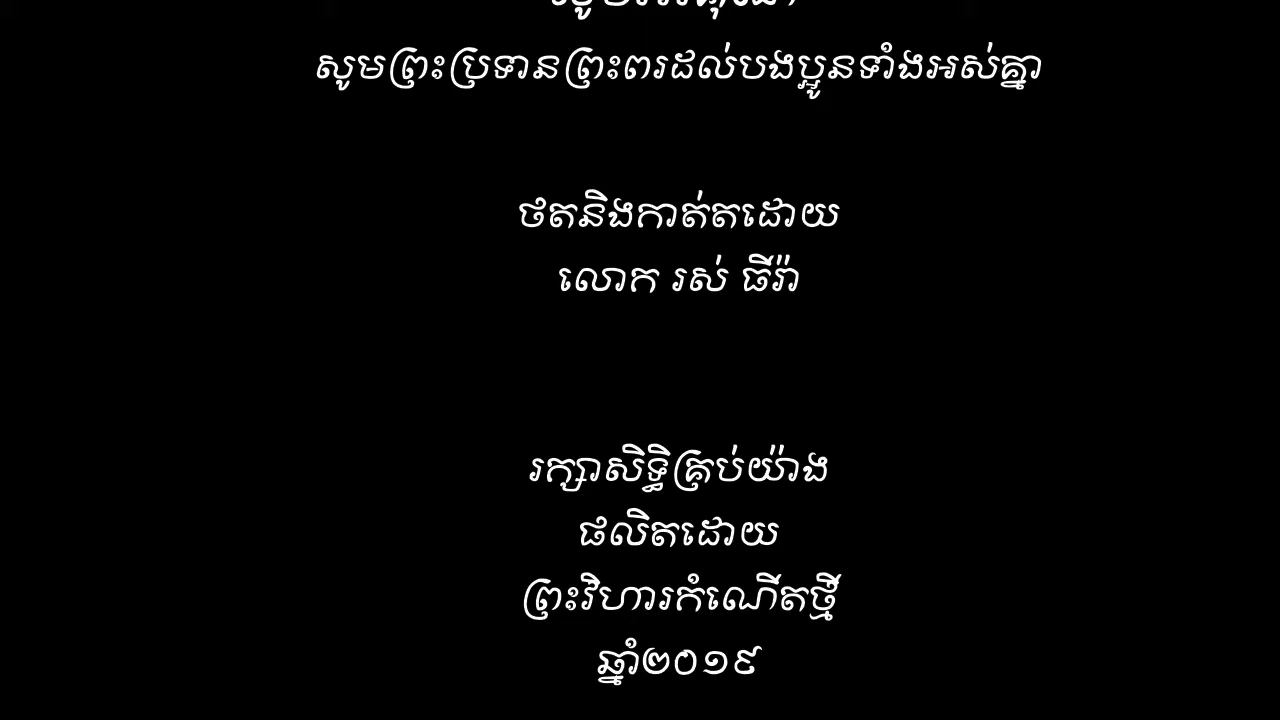 សូមព្រះប្រទានព្រះពរដល់បងប្អូនទាំងអស់គ្នា
ថតនិងកាត់តដោយ
លោក រស់ ធីរ៉ា
រក្សាសិទ្ធិគ្រប់យ៉ាង
ផលិតដោយ
ព្រះវិហារកំណើតថ្មី
ឆ្នាំ២០១៩